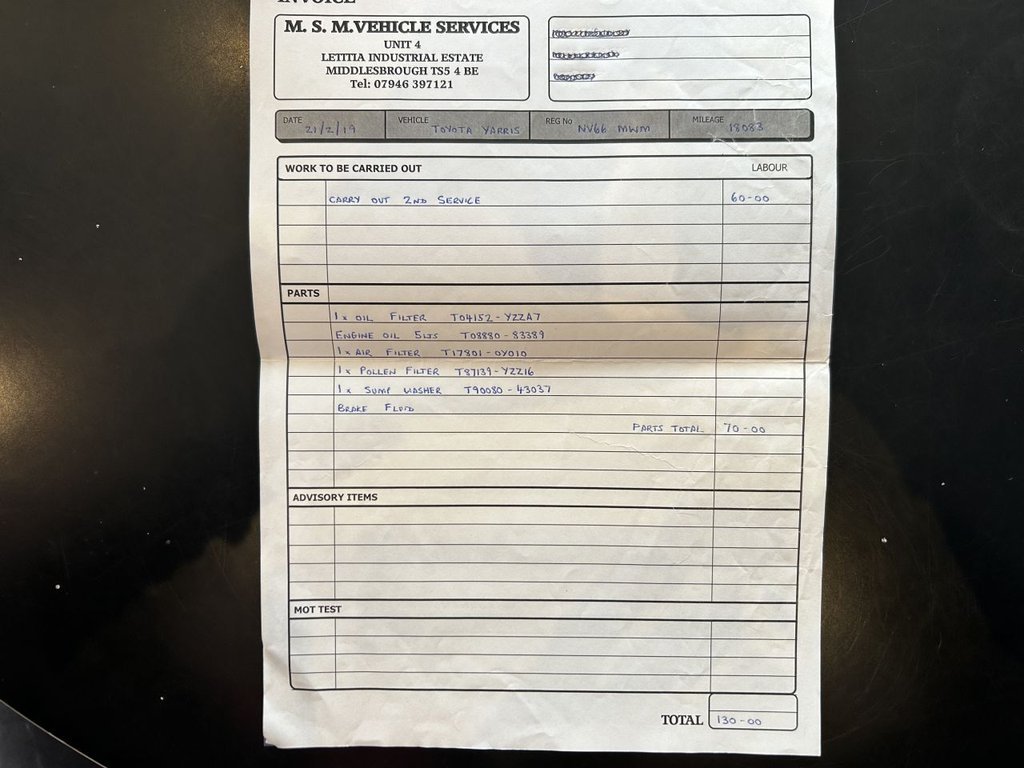 INVOICE
M. S. M. VEHICLE SERVICES
UNIT 4
LETITIA INDUSTRIAL ESTATE
MIDDLESBROUGH TS5 4 BE
Tel: 07946 397121
DATE 21/2/19 VEHICLE TOYOTA YARRIS REG No NV66 MWM MILEAGE 18083
WORK TO BE CARRIED OUT LABOUR
CARRY OUT 2ND SERVICE 60-00
PARTS
1x OIL FILTER T04152-YZZA7
ENGINE OIL 5LTS T08880-83389
1x AIR FILTER T17801-0Y010
1x POLLEN FILTER T87139-YZZ16
1x SUMP WASHER T90080-43037
BRAKE FLUID
PARTS TOTAL 70-00
ADVISORY ITEMS
MOT TEST
TOTAL 130-00